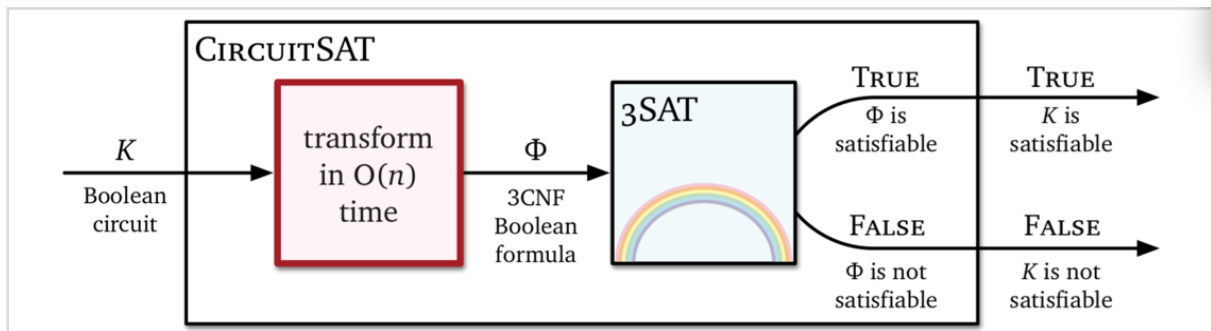 CIRCUITSAT
K
Boolean
circuit
transform
in O(n)
time
Φ
3CNF
Boolean
formula
3SAT
TRUE
Φ is
satisfiable
TRUE
K is
satisfiable
FALSE
Φ is not
satisfiable
FALSE
K is not
satisfiable